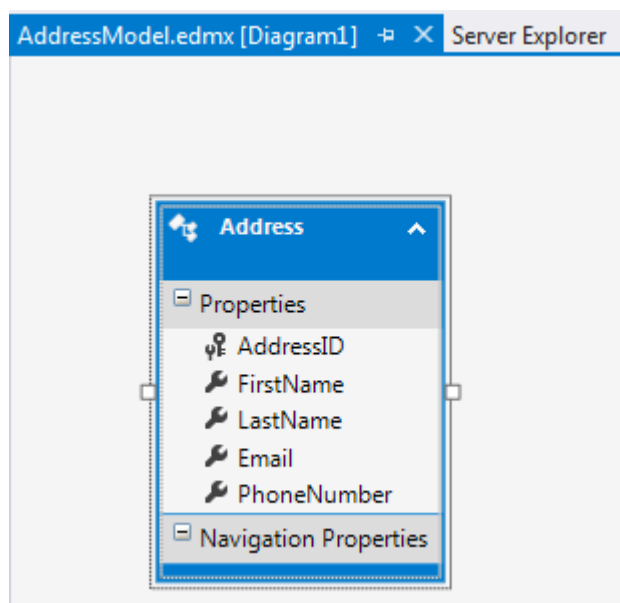 AddressModel.edmx [Diagram1] Server Explorer
Address
Properties
AddressID
FirstName
LastName
Email
PhoneNumber
Navigation Properties